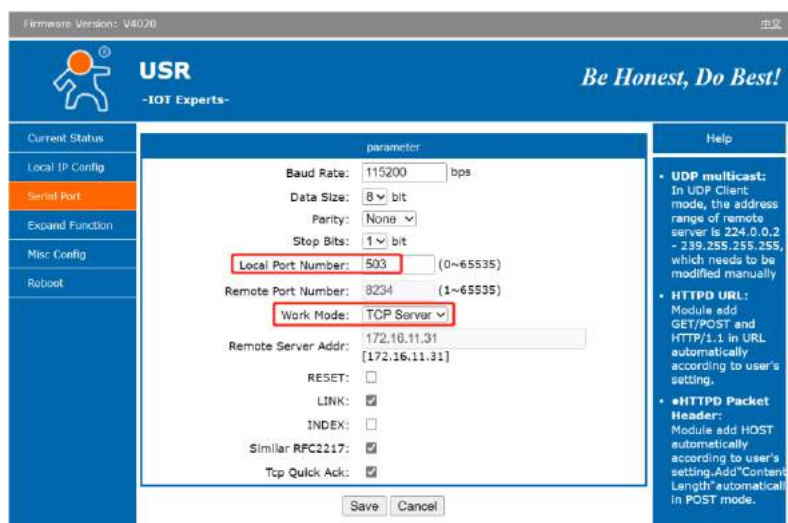 Firmware Version: V4020
中文
®
USR
-IOT Experts-
Be Honest, Do Best!
Current Status
Local IP Config
Serial Port
Expand Function
Misc Config
Reboot
parameter
Baud Rate: 115200 bps
Data Size: 8 bit
Parity: None
Stop Bits: 1 bit
Local Port Number: 503 (0~65535)
Remote Port Number: 8234 (1~65535)
Work Mode: TCP Server
Remote Server Addr: 172.16.11.31
[172.16.11.31]
RESET:
LINK:
INDEX:
Similar RFC2217:
Tcp Quick Ack:
Save Cancel
Help
• UDP multicast:
In UDP Client
mode, the address
range of remote
server is 224.0.0.2
- 239.255.255.255,
which needs to be
modified manually
• HTTPD URL:
Module add
GET/POST and
HTTP/1.1 in URL
automatically
according to user's
setting.
• ●HTTPD Packet
Header:
Module add HOST
automatically
according to user's
setting.Add"Content
Length"automaticall
in POST mode.